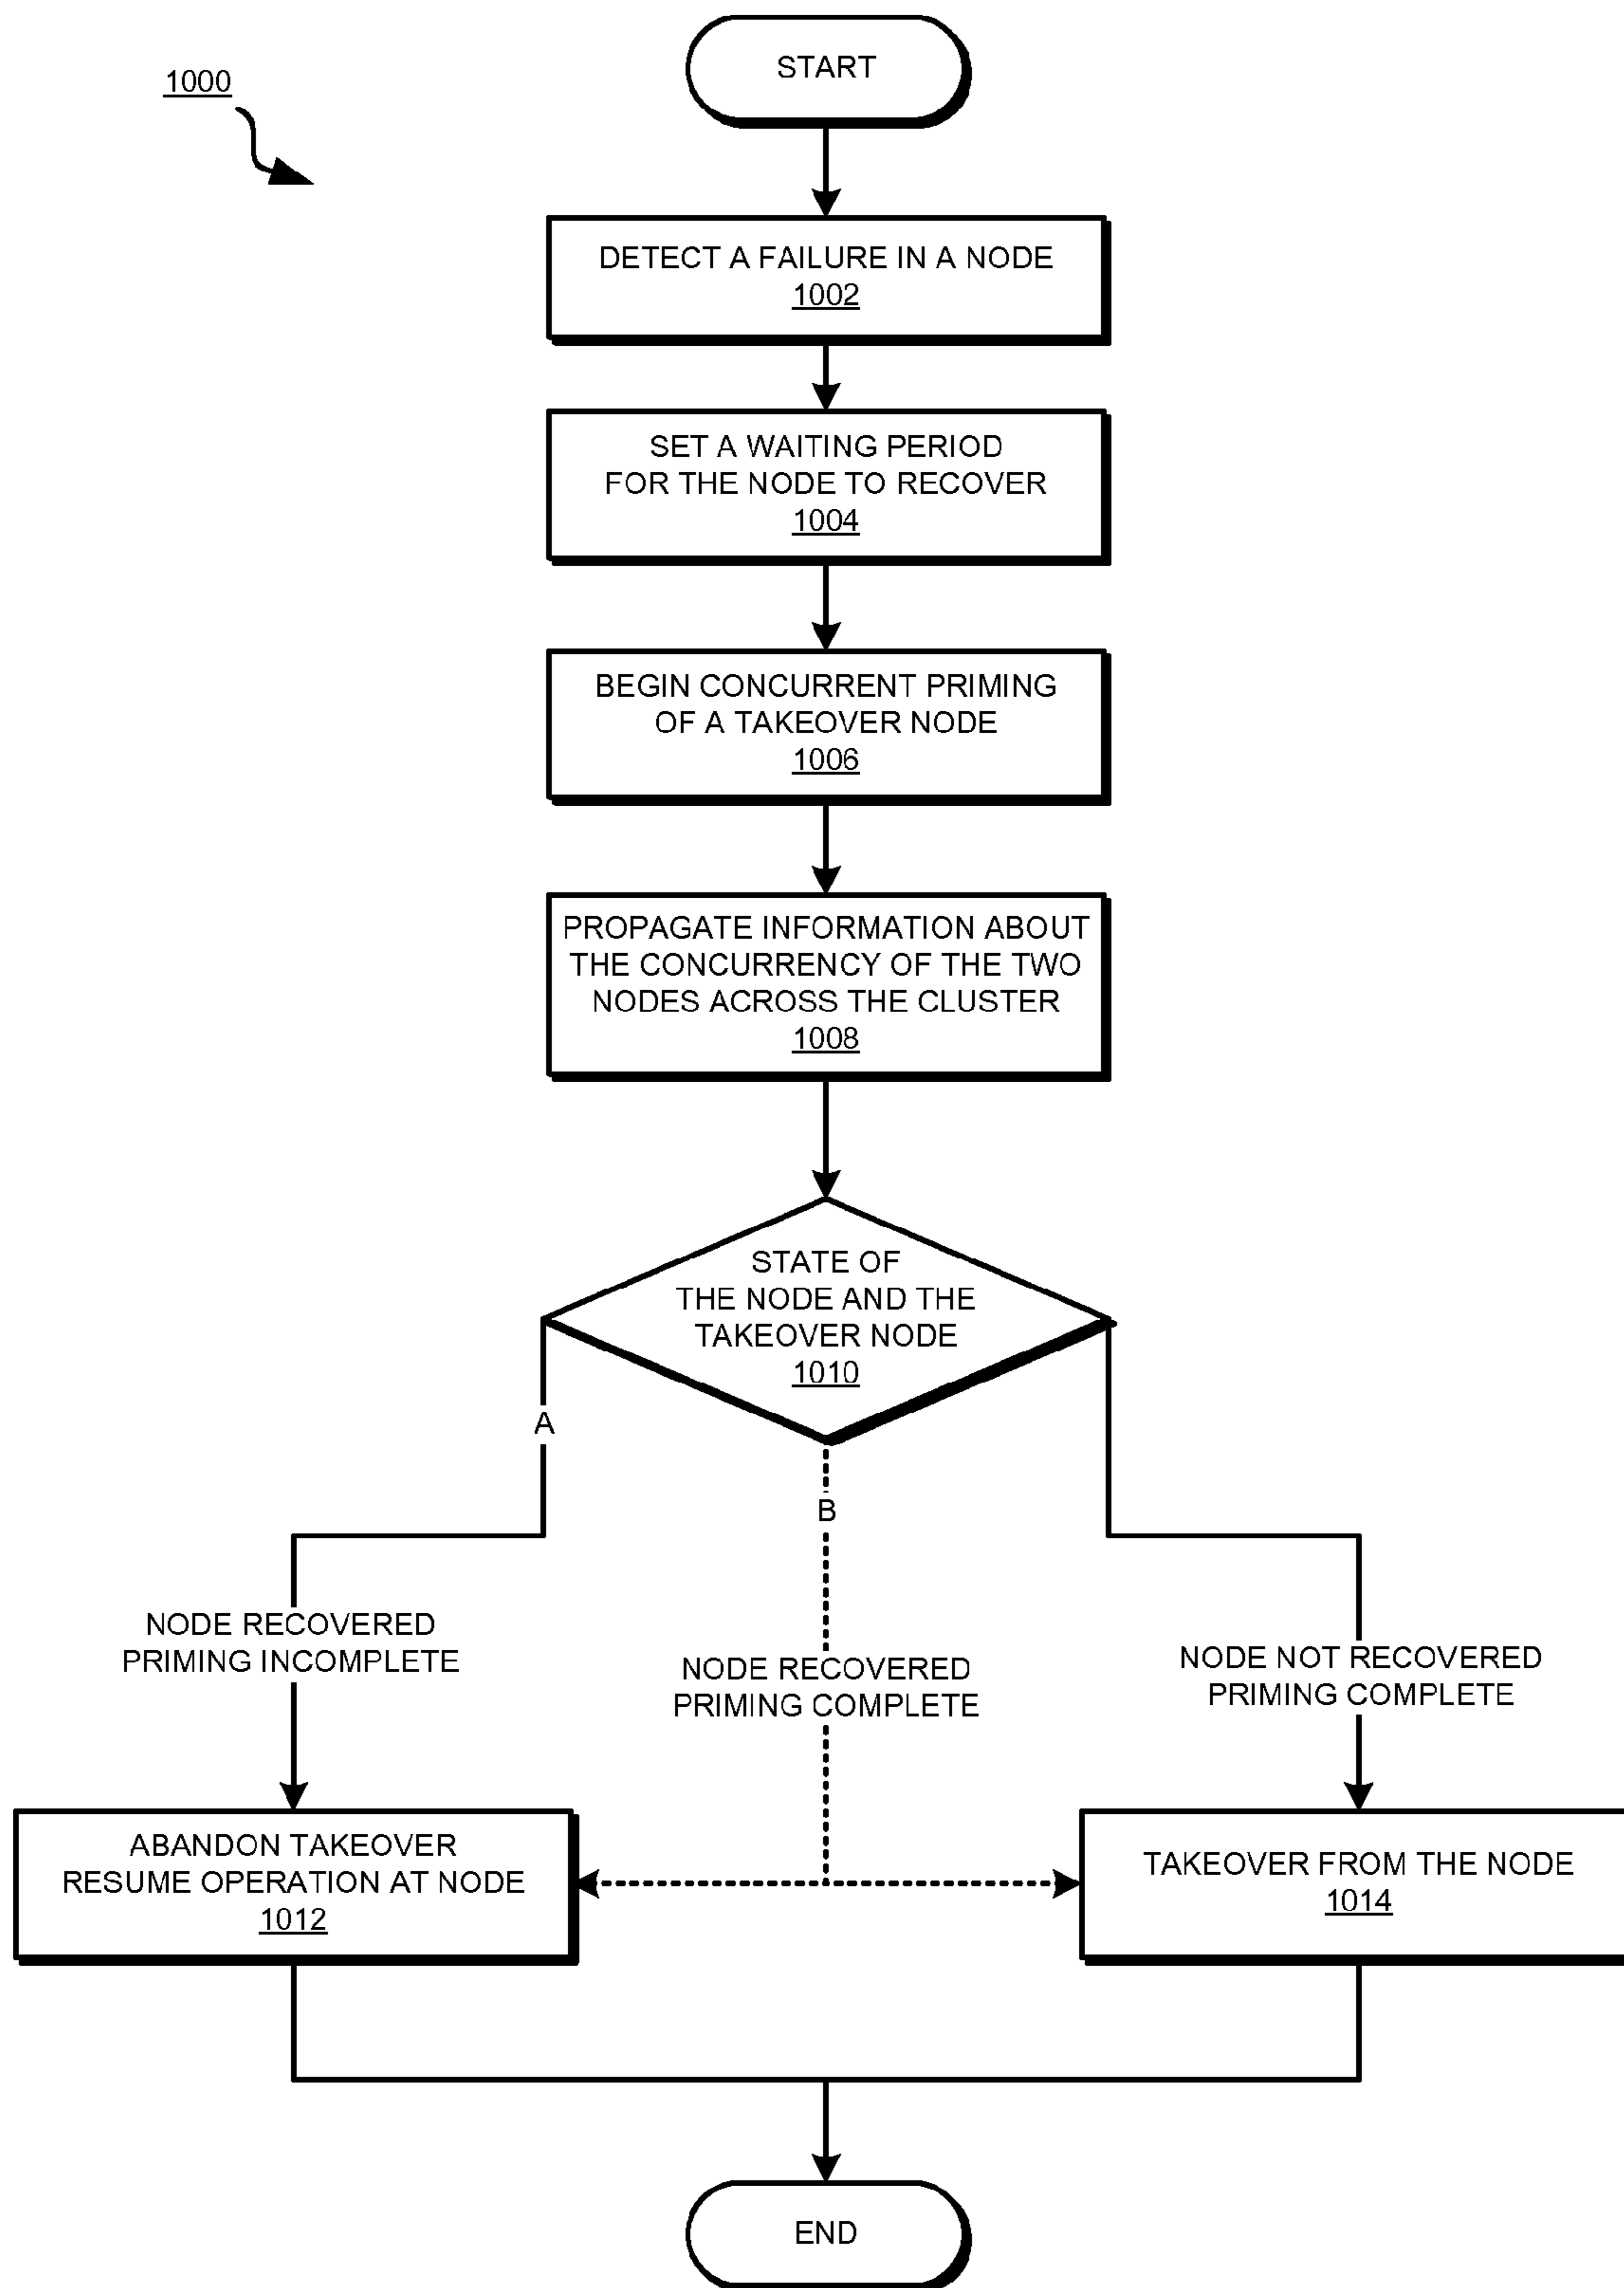 1000
START
DETECT A FAILURE IN A NODE
1002
SET A WAITING PERIOD
FOR THE NODE TO RECOVER
1004
BEGIN CONCURRENT PRIMING
OF A TAKEOVER NODE
1006
PROPAGATE INFORMATION ABOUT
THE CONCURRENCY OF THE TWO
NODES ACROSS THE CLUSTER
1008
STATE OF
THE NODE AND THE
TAKEOVER NODE
1010
A
B
NODE RECOVERED
PRIMING INCOMPLETE
NODE RECOVERED
PRIMING COMPLETE
NODE NOT RECOVERED
PRIMING COMPLETE
ABANDON TAKEOVER
RESUME OPERATION AT NODE
1012
TAKEOVER FROM THE NODE
1014
END